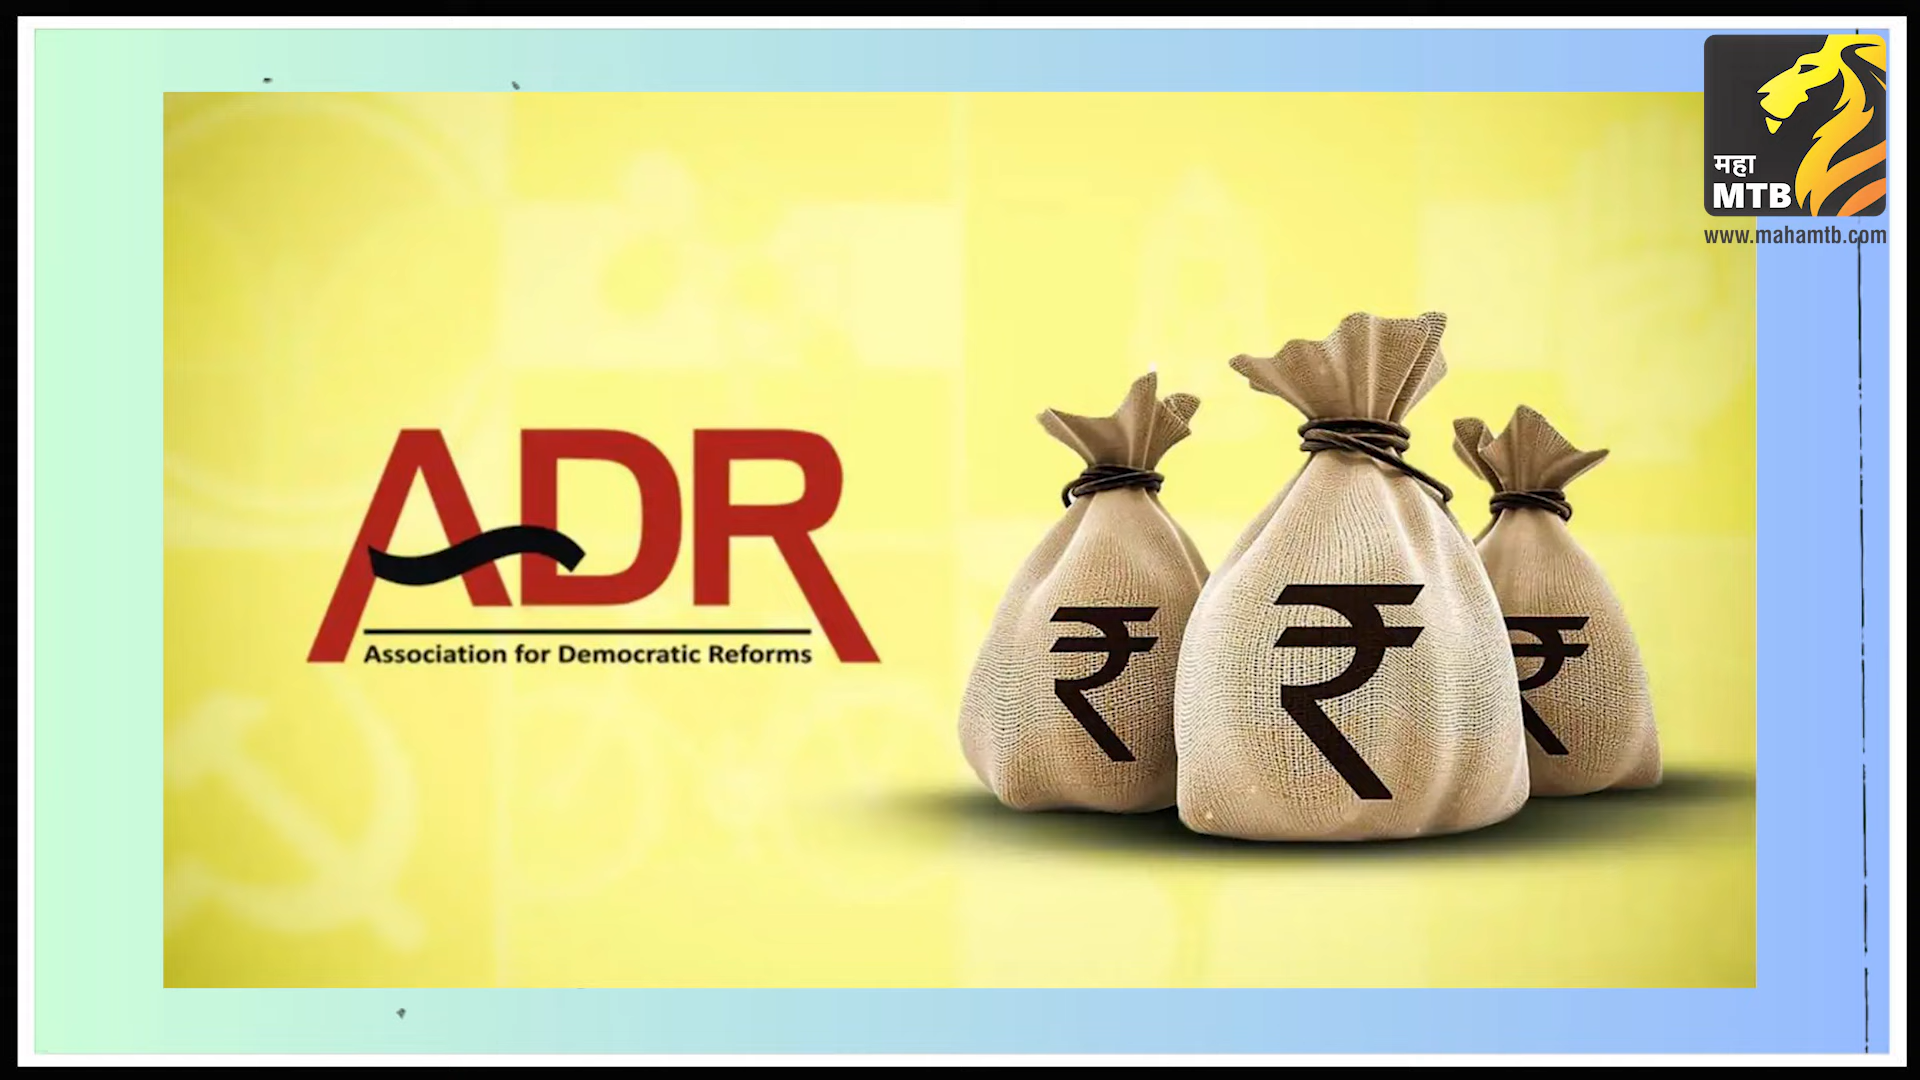 महा
MTB
www.mahamtb.com
ADR
Association for Democratic Reforms
₹ ₹ ₹